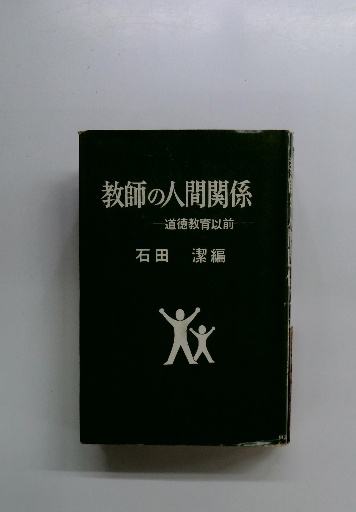 教師の人間関係
―道徳教育以前―
石田 潔編